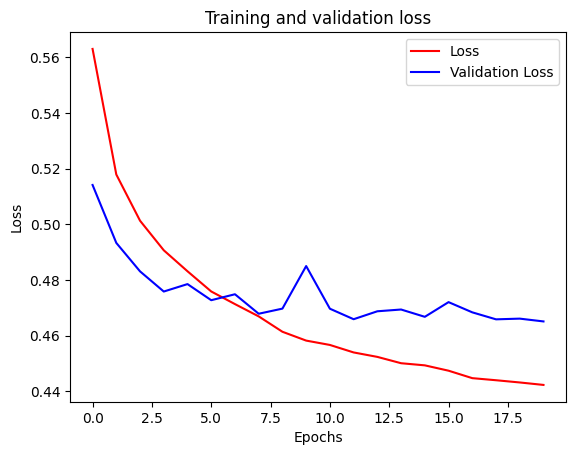 Training and validation loss
Loss
Validation Loss
Loss
0.56
0.54
0.52
0.50
0.48
0.46
0.44
0.0 2.5 5.0 7.5 10.0 12.5 15.0 17.5
Epochs